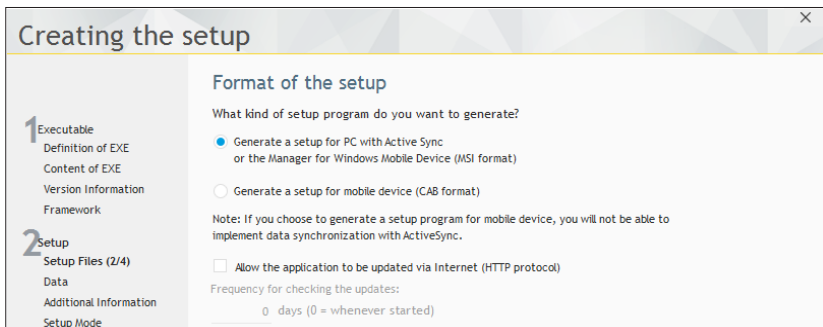 Creating the setup
1 Executable
Definition of EXE
Content of EXE
Version Information
Framework
2 Setup
Setup Files (2/4)
Data
Additional Information
Setup Mode
Format of the setup
What kind of setup program do you want to generate?
Generate a setup for PC with Active Sync
or the Manager for Windows Mobile Device (MSI format)
Generate a setup for mobile device (CAB format)
Note: If you choose to generate a setup program for mobile device, you will not be able to
implement data synchronization with ActiveSync.
Allow the application to be updated via Internet (HTTP protocol)
Frequency for checking the updates:
0 days (0 = whenever started)